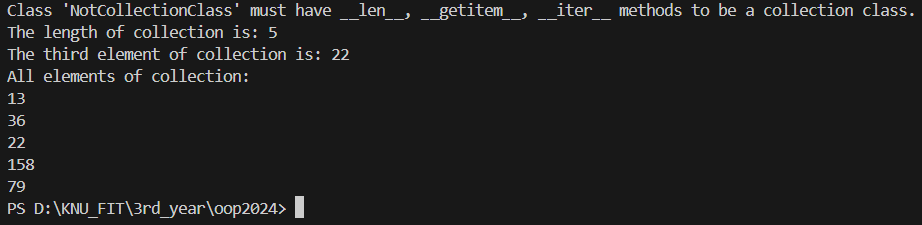 Class 'NotCollectionClass' must have __len__, __getitem__, __iter__ methods to be a collection class.
The length of collection is: 5
The third element of collection is: 22
All elements of collection:
13
36
22
158
79
PS D:\KNU_FIT\3rd_year\oop2024>